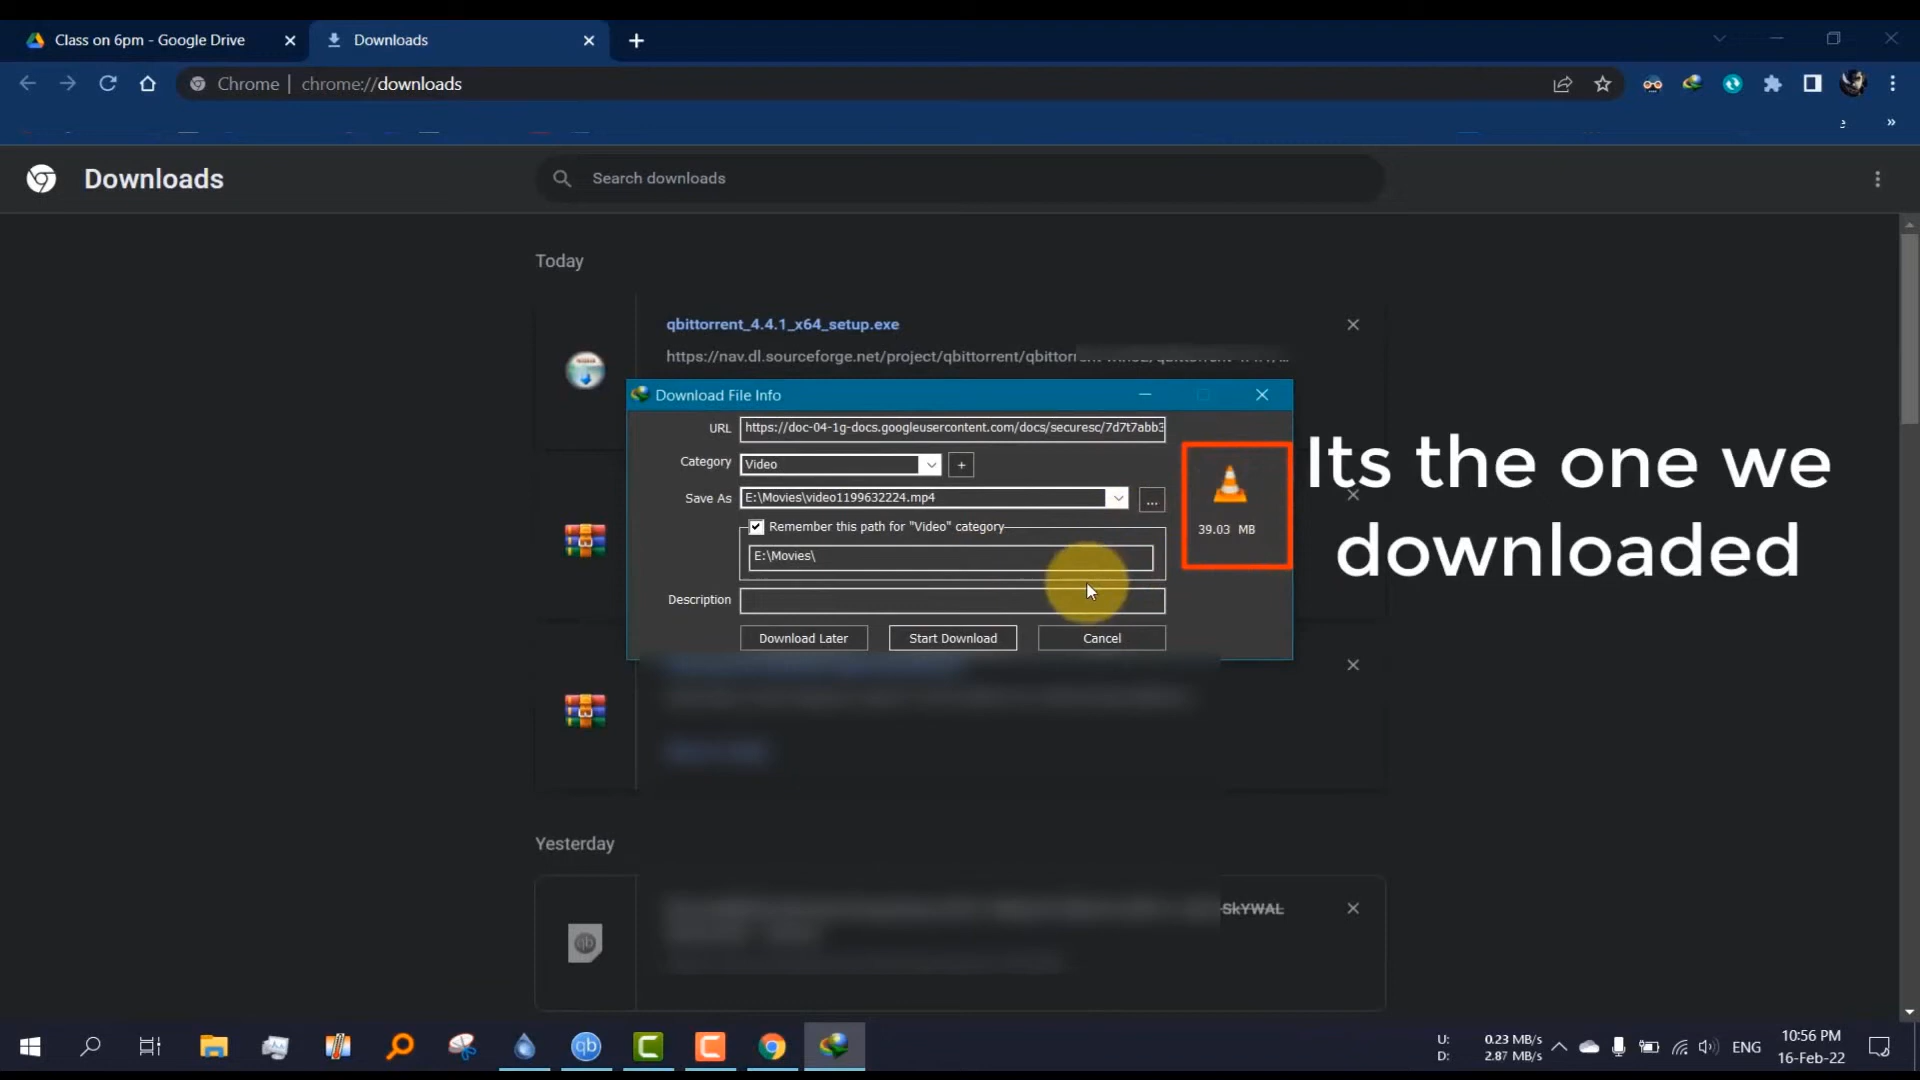 Class on 6pm - Google Drive
Downloads
Chrome | chrome://downloads
Downloads
Search downloads
Today
qbittorrent_4.4.1_x64_setup.exe
https://nav.dl.sourceforge.net/project/qbittorrent/
Download File Info
URL https://doc-04-1g-docs.googleusercontent.com/docs/securesc/7d7t7abb3
Category Video +
Save As E:\Movies\video1199632224.mp4 ...
39.03 MB
Remember this path for "Video" category
E:\Movies\
Description
Download Later Start Download Cancel
Its the one we
downloaded
Yesterday
SkYWAL
U: 0.23 MB/s
D: 2.87 MB/s
ENG
10:56 PM
16-Feb-22